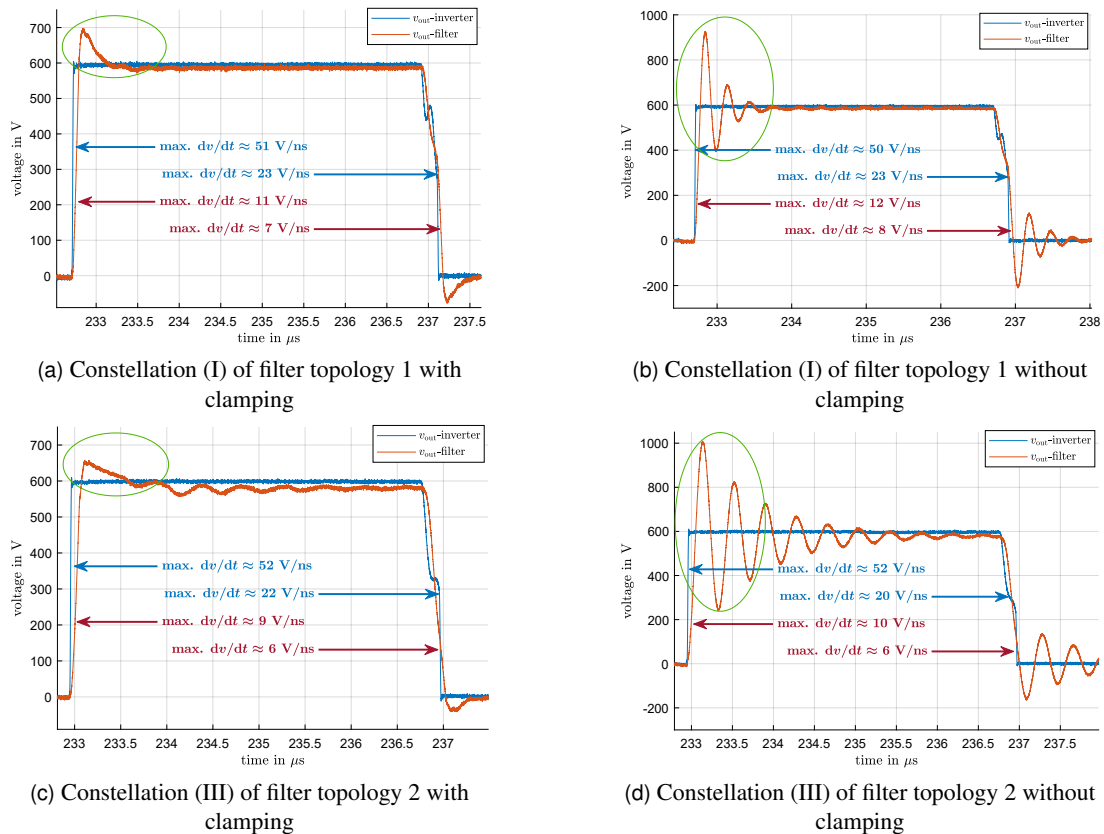 700
600
500
400
300
200
100
0
voltage in V
v_out-inverter
v_out-filter
max. dv/dt ≈ 51 V/ns
max. dv/dt ≈ 23 V/ns
max. dv/dt ≈ 11 V/ns
max. dv/dt ≈ 7 V/ns
233 233.5 234 234.5 235 235.5 236 236.5 237 237.5
time in μs
(a) Constellation (I) of filter topology 1 with
clamping
1000
800
600
400
200
0
-200
voltage in V
v_out-inverter
v_out-filter
max. dv/dt ≈ 50 V/ns
max. dv/dt ≈ 23 V/ns
max. dv/dt ≈ 12 V/ns
max. dv/dt ≈ 8 V/ns
233 234 235 236 237 238
time in μs
(b) Constellation (I) of filter topology 1 without
clamping
700
600
500
400
300
200
100
0
voltage in V
v_out-inverter
v_out-filter
max. dv/dt ≈ 52 V/ns
max. dv/dt ≈ 22 V/ns
max. dv/dt ≈ 9 V/ns
max. dv/dt ≈ 6 V/ns
233 233.5 234 234.5 235 235.5 236 236.5 237
time in μs
(c) Constellation (III) of filter topology 2 with
clamping
1000
800
600
400
200
0
-200
voltage in V
v_out-inverter
v_out-filter
max. dv/dt ≈ 52 V/ns
max. dv/dt ≈ 20 V/ns
max. dv/dt ≈ 10 V/ns
max. dv/dt ≈ 6 V/ns
233 233.5 234 234.5 235 235.5 236 236.5 237 237.5
time in μs
(d) Constellation (III) of filter topology 2 without
clamping